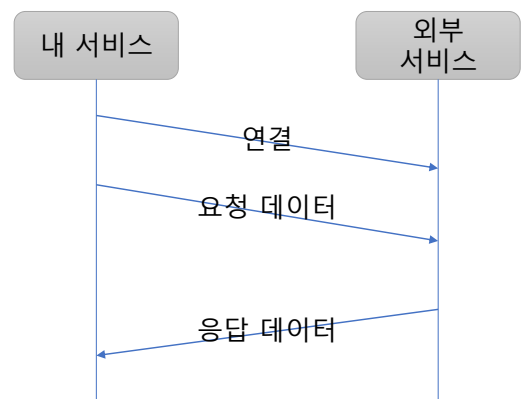 내 서비스
외부
서비스
연결
요청 데이터
응답 데이터